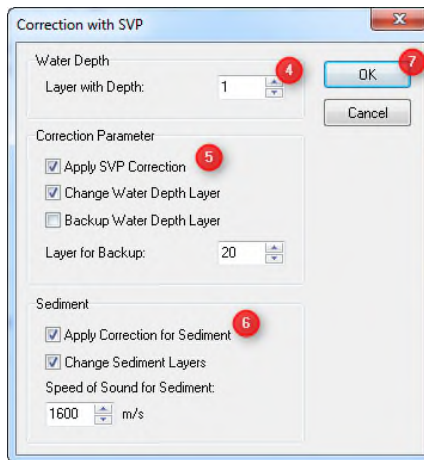 Correction with SVP
x
Water Depth
Layer with Depth:
1
4
OK
7
Cancel
Correction Parameter
5
Apply SVP Correction
Change Water Depth Layer
Backup Water Depth Layer
Layer for Backup:
20
Sediment
6
Apply Correction for Sediment
Change Sediment Layers
Speed of Sound for Sediment:
1600 m/s